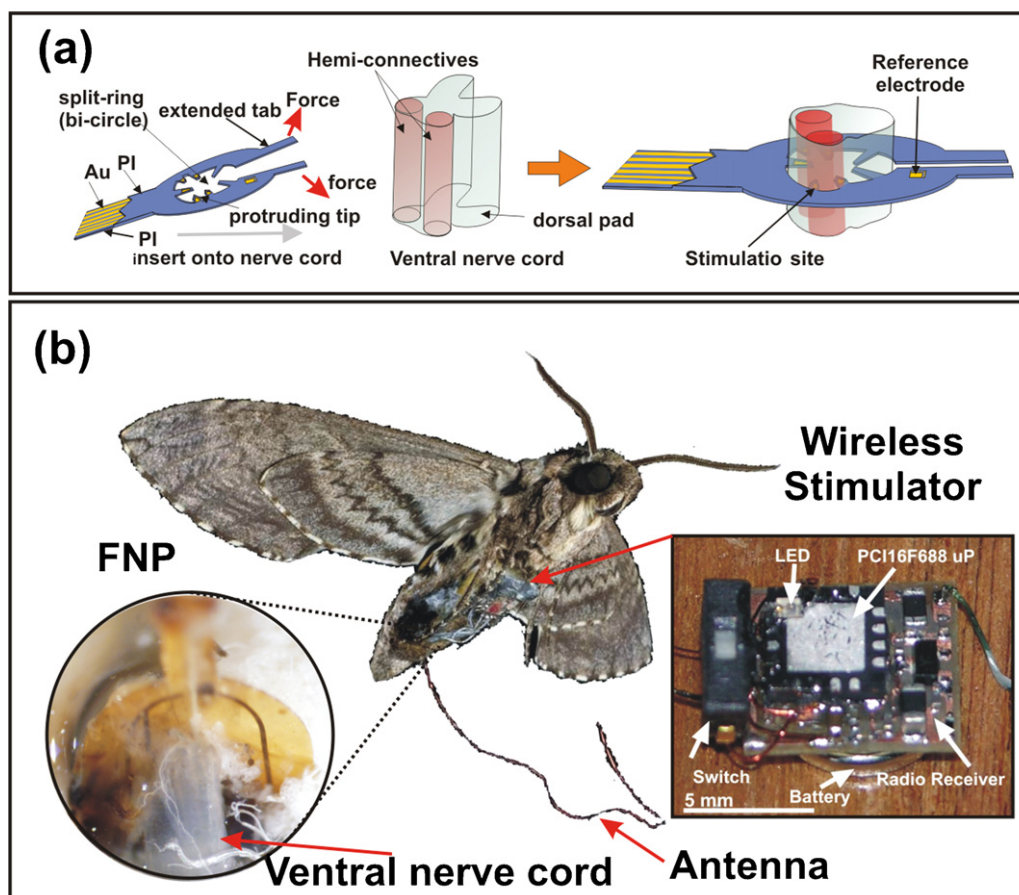 (a)
Hemi-connectives
Reference
electrode
split-ring
(bi-circle)
extended tab
Force
Au
PI
force
protruding tip
PI
insert onto nerve cord
dorsal pad
Ventral nerve cord
Stimulatio site
(b)
Wireless
Stimulator
FNP
LED
PCI16F688 uP
Switch
Battery
Radio Receiver
5 mm
Ventral nerve cord
Antenna